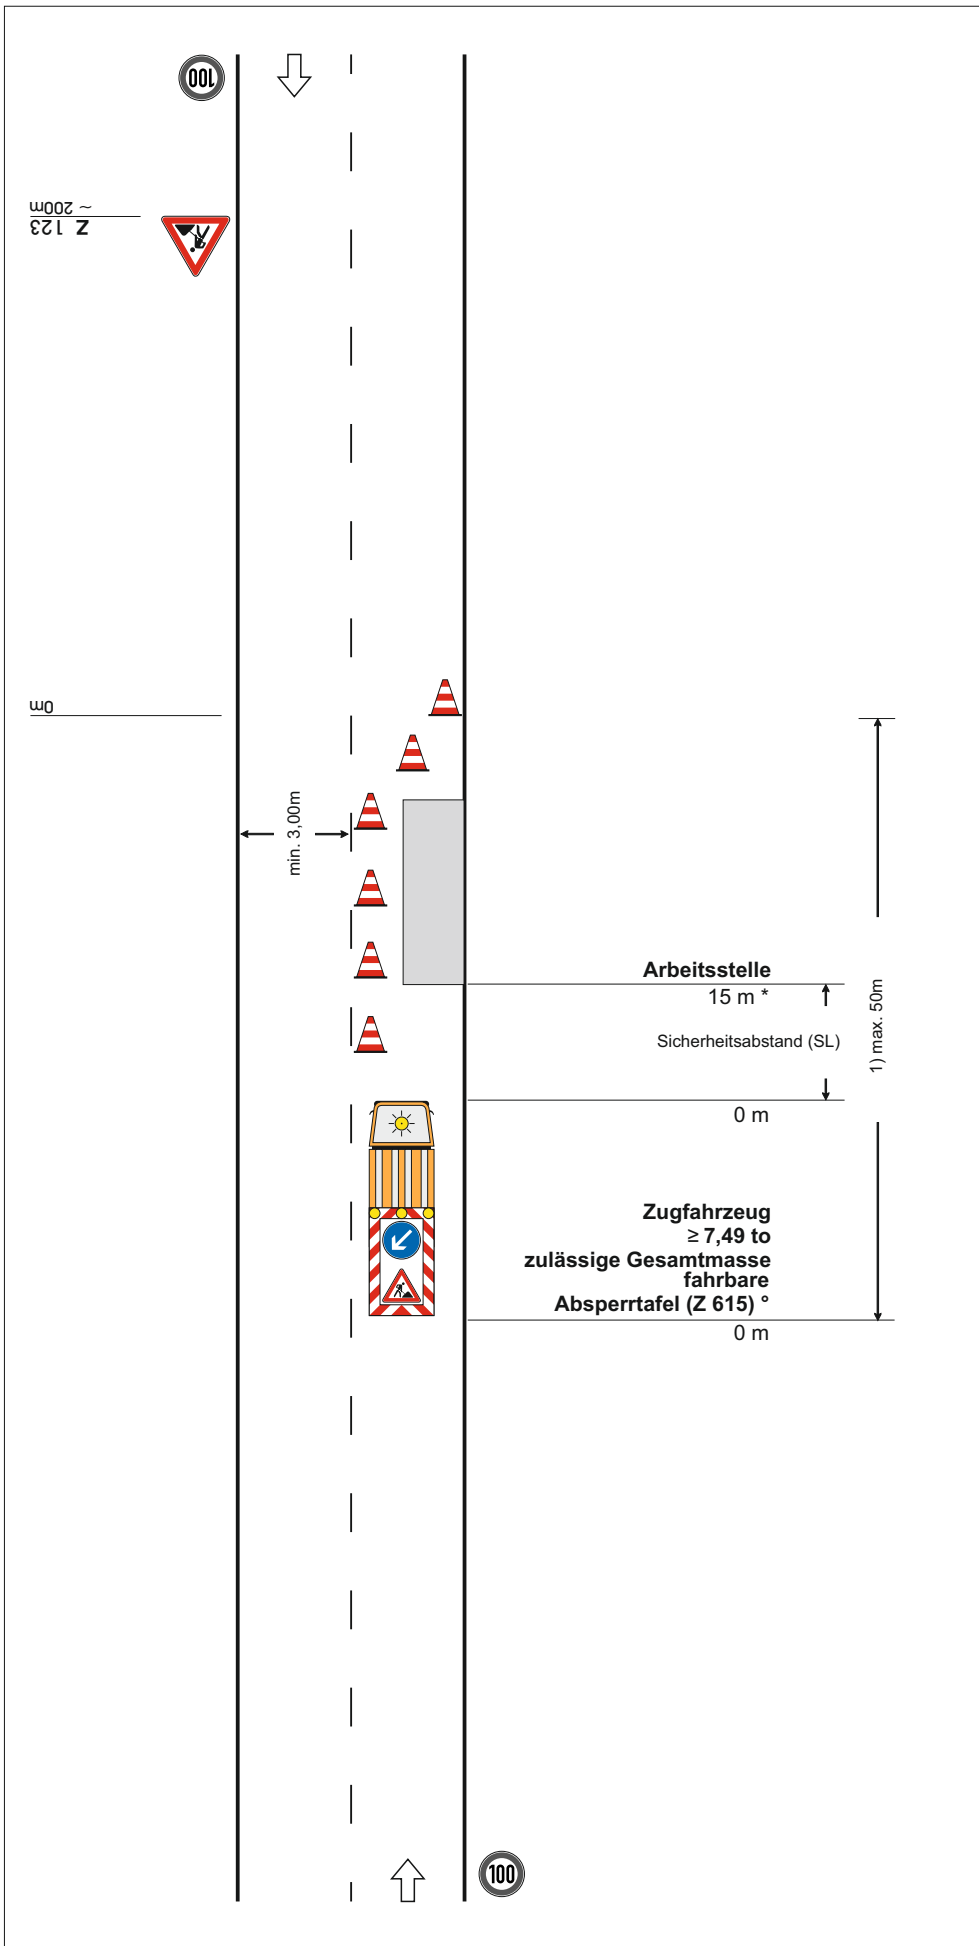 100
~ 200m
Z 123
0m
min. 3,00m
Arbeitsstelle
15 m *
Sicherheitsabstand (SL)
1) max. 50m
0 m
Zugfahrzeug
≥ 7,49 to
zulässige Gesamtmasse
fahrbare
Absperrtafel (Z 615) °
0 m
100